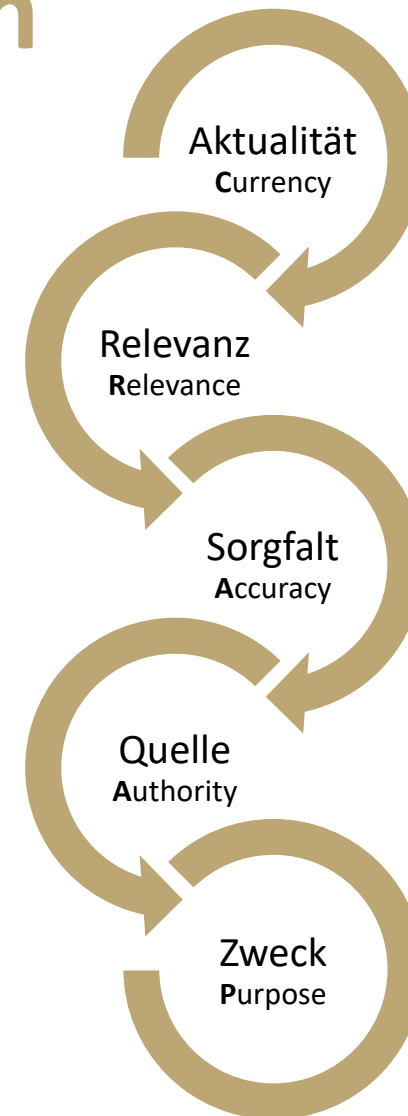 n
Aktualität
Currency
Relevanz
Relevance
Sorgfalt
Accuracy
Quelle
Authority
Zweck
Purpose